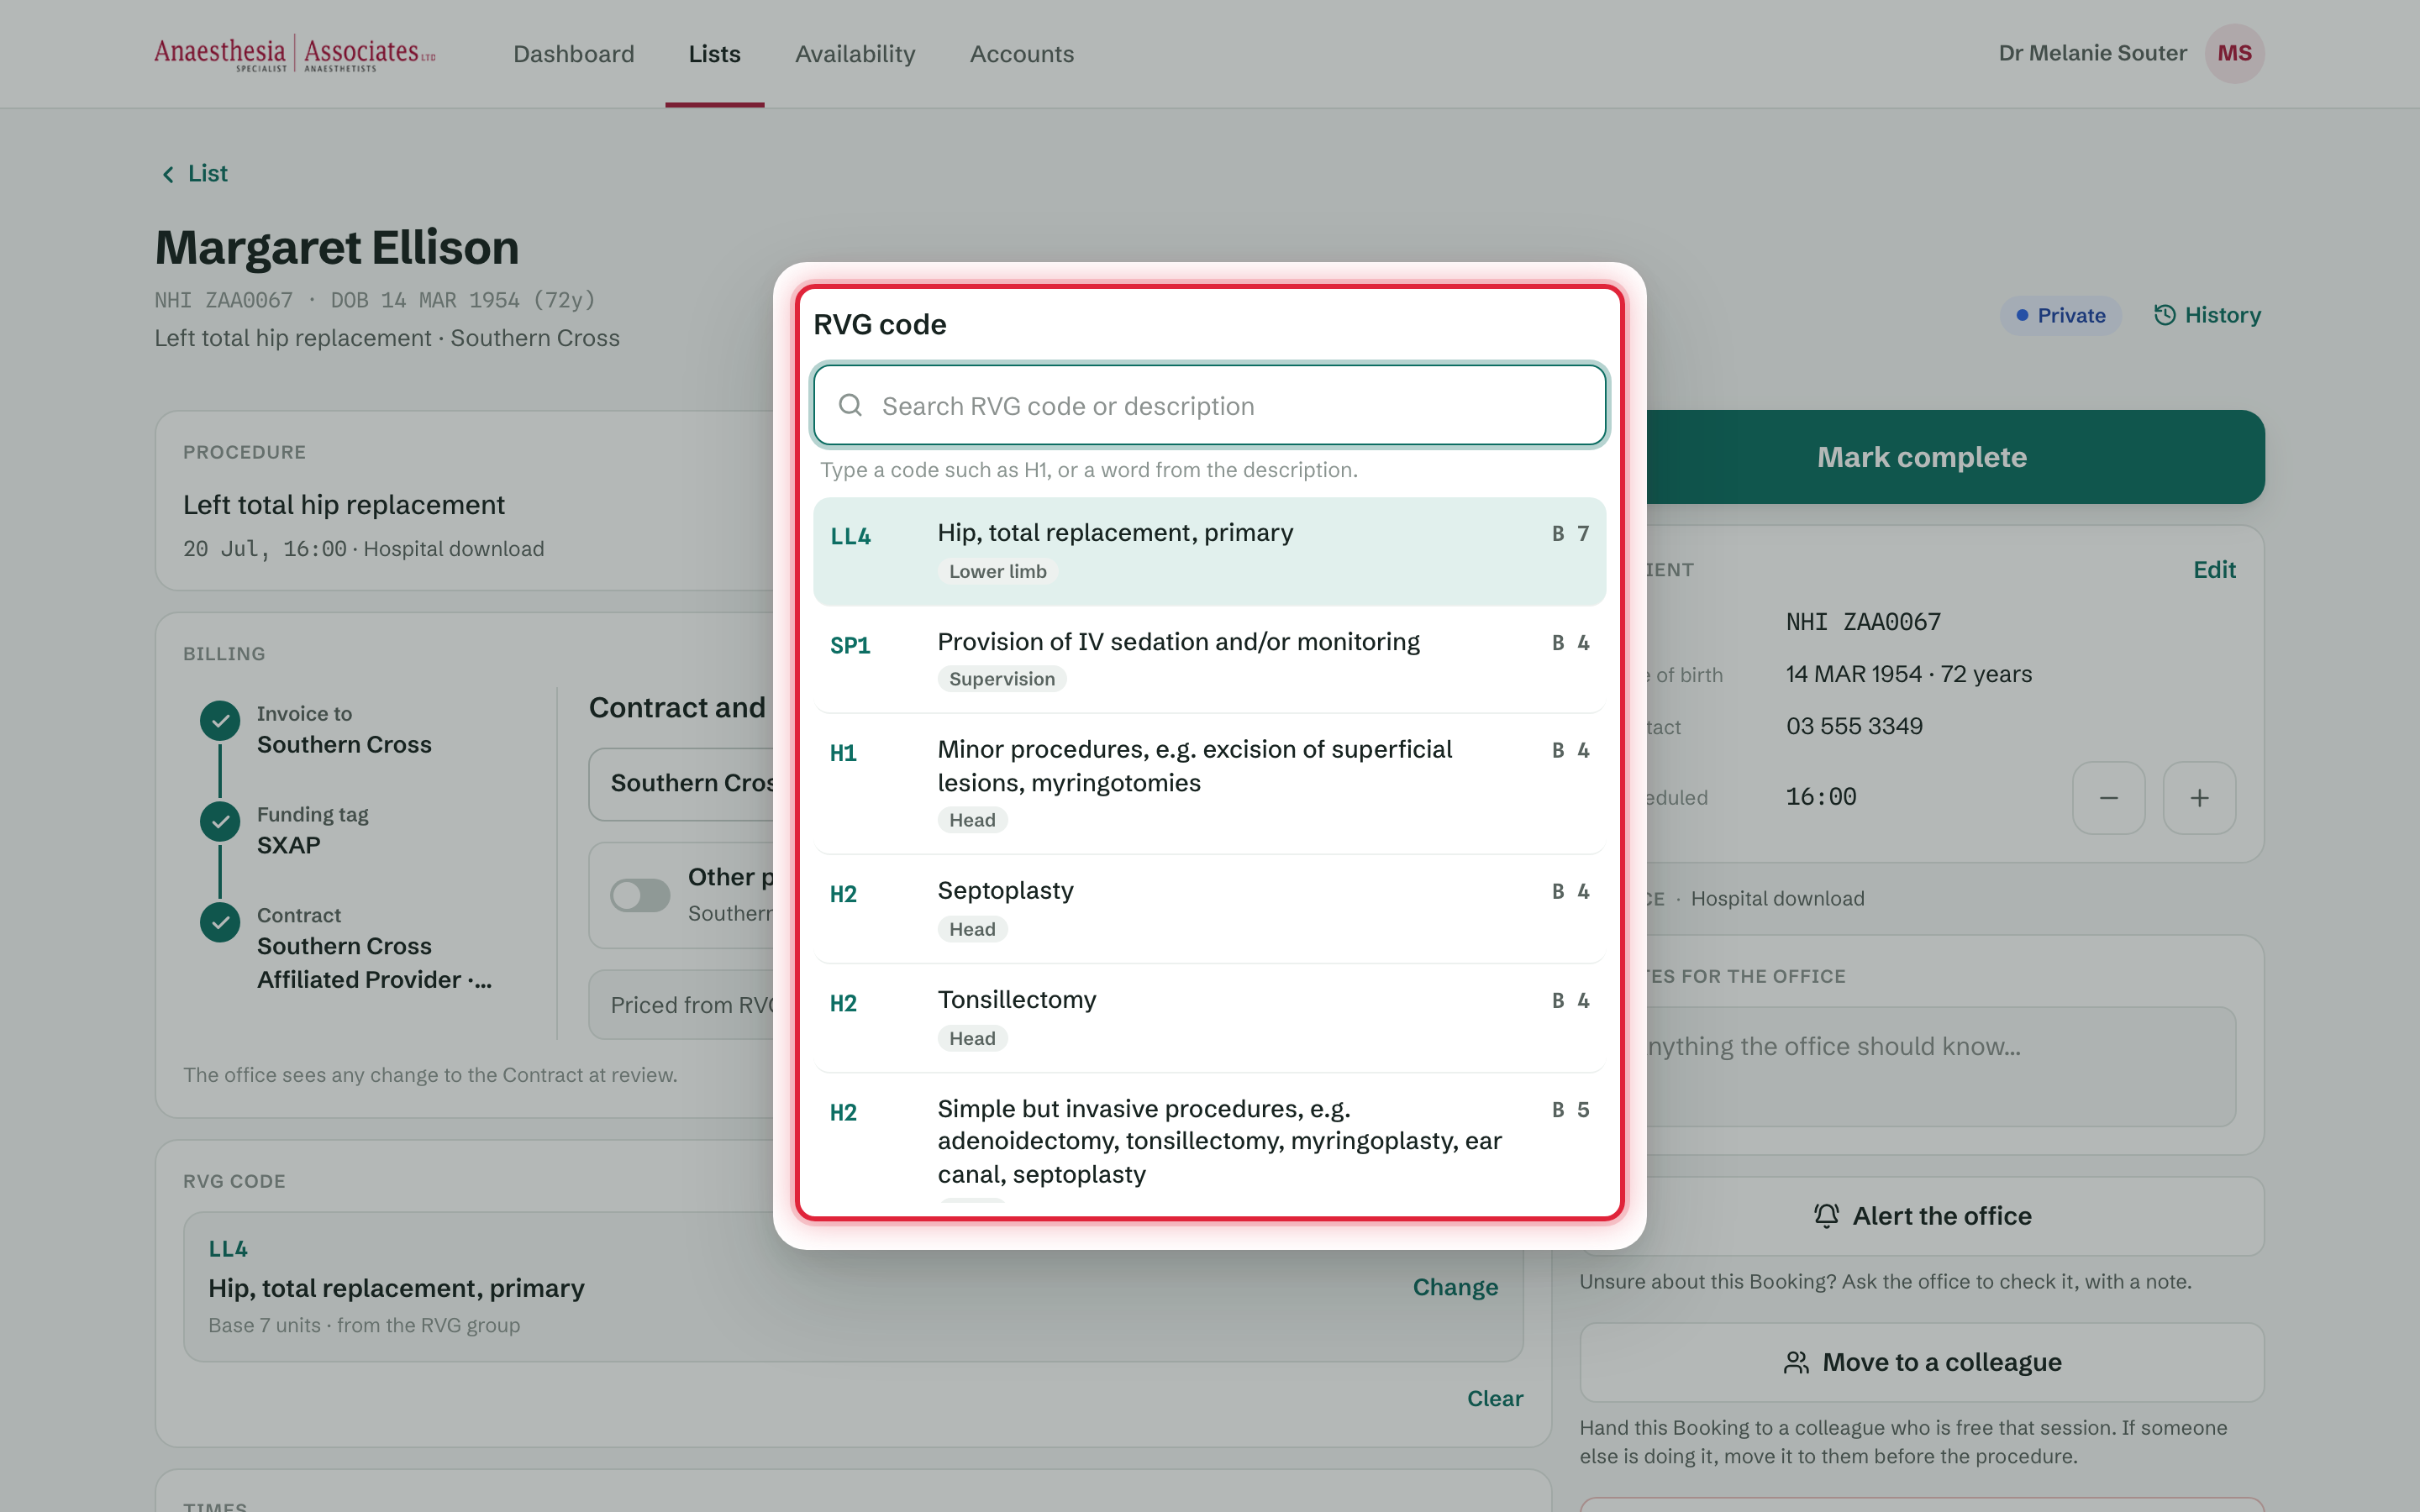 Anaesthesia | Associates LTD
SPECIALIST ANAESTHETISTS
Dashboard
Lists
Availability
Accounts
Dr Melanie Souter
MS
List
Margaret Ellison
NHI ZAA0067 · DOB 14 MAR 1954 (72y)
Left total hip replacement · Southern Cross
Private
History
PROCEDURE
Left total hip replacement
20 Jul, 16:00 · Hospital download
BILLING
Invoice to
Southern Cross
Funding tag
SXAP
Contract
Southern Cross
Affiliated Provider ·...
Contract and
Other
Southern
Priced from
The office sees any change to the Contract at review.
RVG CODE
LL4
Hip, total replacement, primary
Base 7 units · from the RVG group
Change
Clear
TIMES
RVG code
Search RVG code or description
Type a code such as H1, or a word from the description.
LL4
Hip, total replacement, primary
B 7
Lower limb
SP1
Provision of IV sedation and/or monitoring
B 4
Supervision
H1
Minor procedures, e.g. excision of superficial
lesions, myringotomies
B 4
Head
H2
Septoplasty
B 4
Head
H2
Tonsillectomy
B 4
Head
H2
Simple but invasive procedures, e.g.
adenoidectomy, tonsillectomy, myringoplasty, ear
canal, septoplasty
B 5
Mark complete
Edit
NHI ZAA0067
of birth
14 MAR 1954 · 72 years
03 555 3349
16:00
· Hospital download
FOR THE OFFICE
the office should know...
Alert the office
Unsure about this Booking? Ask the office to check it, with a note.
Move to a colleague
Hand this Booking to a colleague who is free that session. If someone
else is doing it, move it to them before the procedure.